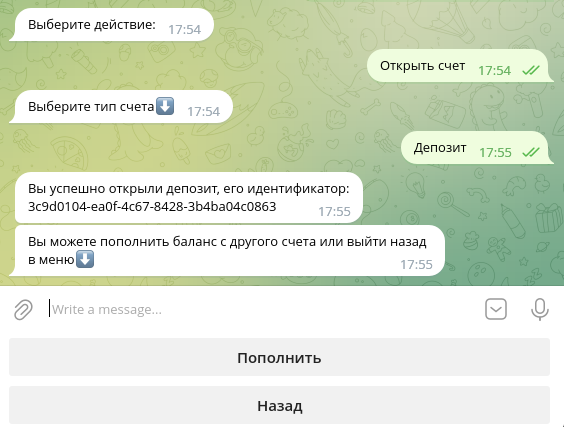 Выберите действие:
17:54
Открыть счет
17:54
Выберите тип счета⬇️
17:54
Депозит
17:55
Вы успешно открыли депозит, его идентификатор:
3c9d0104-ea0f-4c67-8428-3b4ba04c0863
17:55
Вы можете пополнить баланс с другого счета или выйти назад
в меню⬇️
17:55
Write a message...
Пополнить
Назад